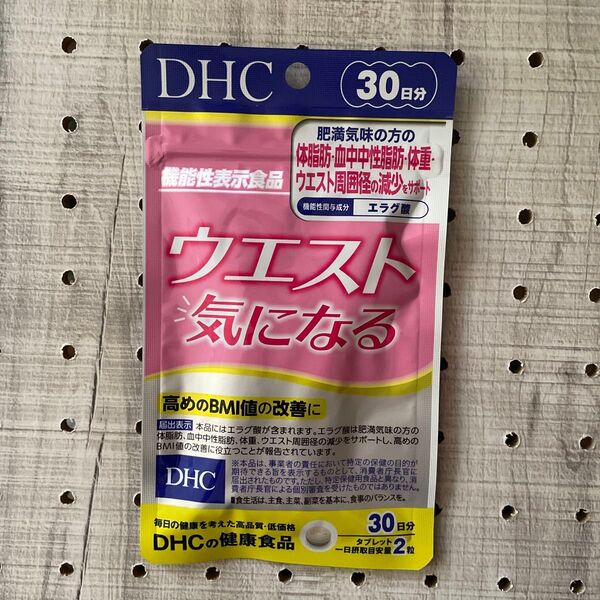 DHC
30日分
肥満気味の方の
体脂肪・血中中性脂肪・体重・
ウエスト周囲径の減少をサポート
機能性関与成分 エラグ酸
機能性表示食品
ウエスト
気になる
高めのBMI値の改善に
届出表示 本品にはエラグ酸が含まれます。エラグ酸は肥満気味の方の
体脂肪、血中中性脂肪、体重、ウエスト周囲径の減少をサポートし、高めの
BMI値の改善に役立つことが報告されています。
DHC
※本品は、事業者の責任において特定の保健の目的が
期待できる旨を表示するものとして、消費者庁長官に
届出されたものです。ただし、特定保健用食品と異なり、消
費者庁長官による個別審査を受けたものではありません。
■食生活は、主食、主菜、副菜を基本に、食事のバランスを。
毎日の健康を考えた高品質・低価格
DHCの健康食品
30日分
タブレット
一日摂取目安量2粒